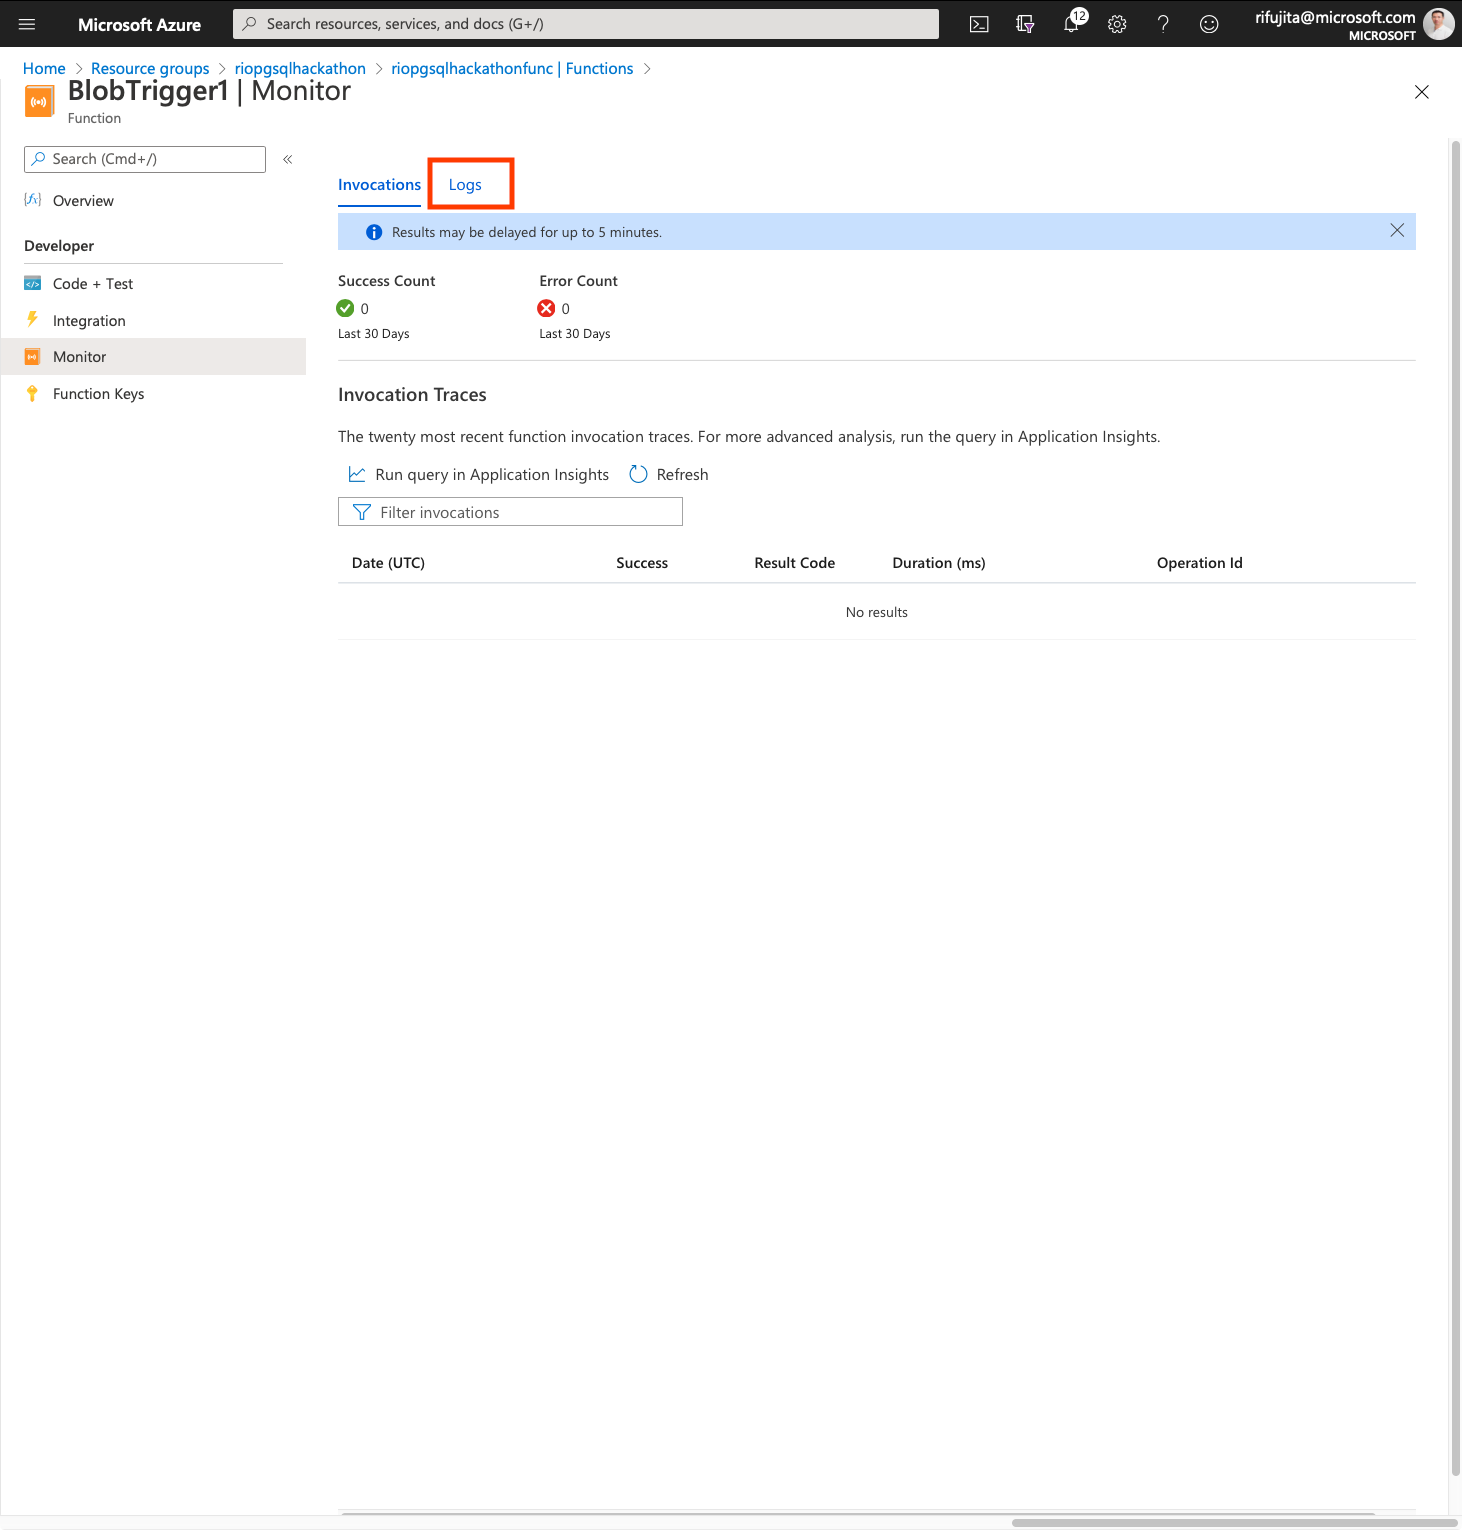 Microsoft Azure
Search resources, services, and docs (G+/)
12
rifujita@microsoft.com
MICROSOFT
Home > Resource groups > riopgsqlhackathon > riopgsqlhackathonfunc | Functions >
BlobTrigger1 | Monitor
Function
Search (Cmd+/)
«
Overview
Developer
Code + Test
Integration
Monitor
Function Keys
Invocations
Logs
Results may be delayed for up to 5 minutes.
Success Count
0
Last 30 Days
Error Count
0
Last 30 Days
Invocation Traces
The twenty most recent function invocation traces. For more advanced analysis, run the query in Application Insights.
Run query in Application Insights
Refresh
Filter invocations
Date (UTC) Success Result Code Duration (ms) Operation Id
No results